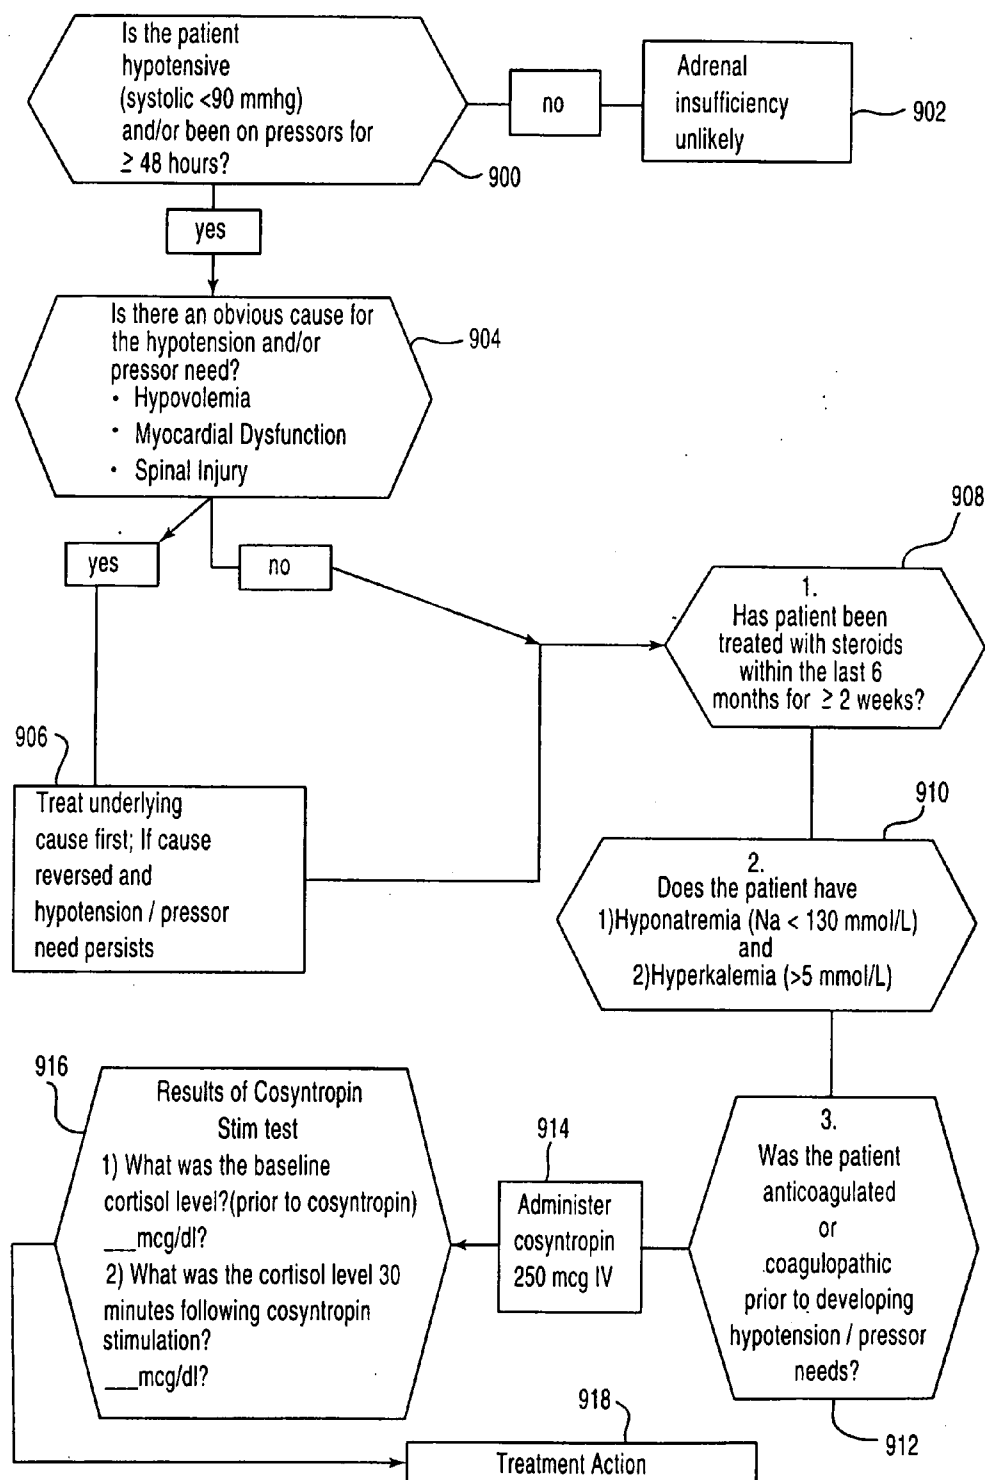 Is the patient
hypotensive
(systolic <90 mmhg)
and/or been on pressors for
≥ 48 hours?
900
no
Adrenal
insufficiency
unlikely
902
yes
Is there an obvious cause for
the hypotension and/or
pressor need?
• Hypovolemia
• Myocardial Dysfunction
• Spinal Injury
904
yes
no
906
Treat underlying
cause first; If cause
reversed and
hypotension / pressor
need persists
908
1.
Has patient been
treated with steroids
within the last 6
months for ≥ 2 weeks?
910
2.
Does the patient have
1)Hyponatremia (Na < 130 mmol/L)
and
2)Hyperkalemia (>5 mmol/L)
3.
Was the patient
anticoagulated
or
coagulopathic
prior to developing
hypotension / pressor
needs?
912
914
Administer
cosyntropin
250 mcg IV
916
Results of Cosyntropin
Stim test
1) What was the baseline
cortisol level?(prior to cosyntropin)
___mcg/dl?
2) What was the cortisol level 30
minutes following cosyntropin
stimulation?
___mcg/dl?
918
Treatment Action